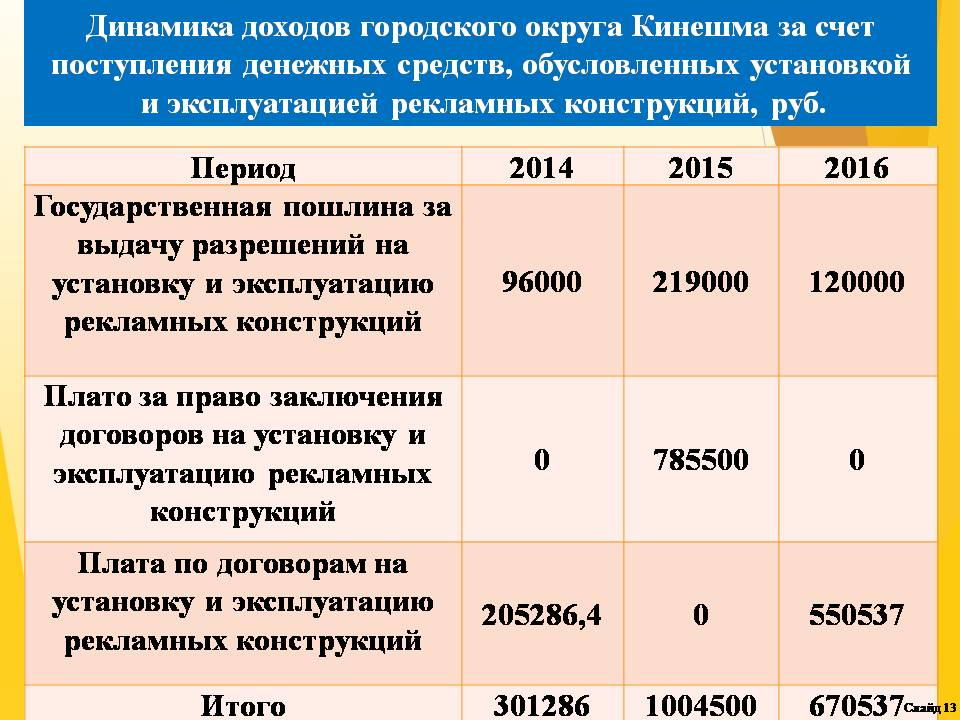 Динамика доходов городского округа Кинешма за счет
поступления денежных средств, обусловленных установкой
и эксплуатацией рекламных конструкций, руб.
Период 2014 2015 2016
Государственная пошлина за
выдачу разрешений на
установку и эксплуатацию
рекламных конструкций
96000 219000 120000
Плато за право заключения
договоров на установку и
эксплуатацию рекламных
конструкций
0 785500 0
Плата по договорам на
установку и эксплуатацию
рекламных конструкций
205286,4 0 550537
Итого 301286 1004500 670537
Слайд 13